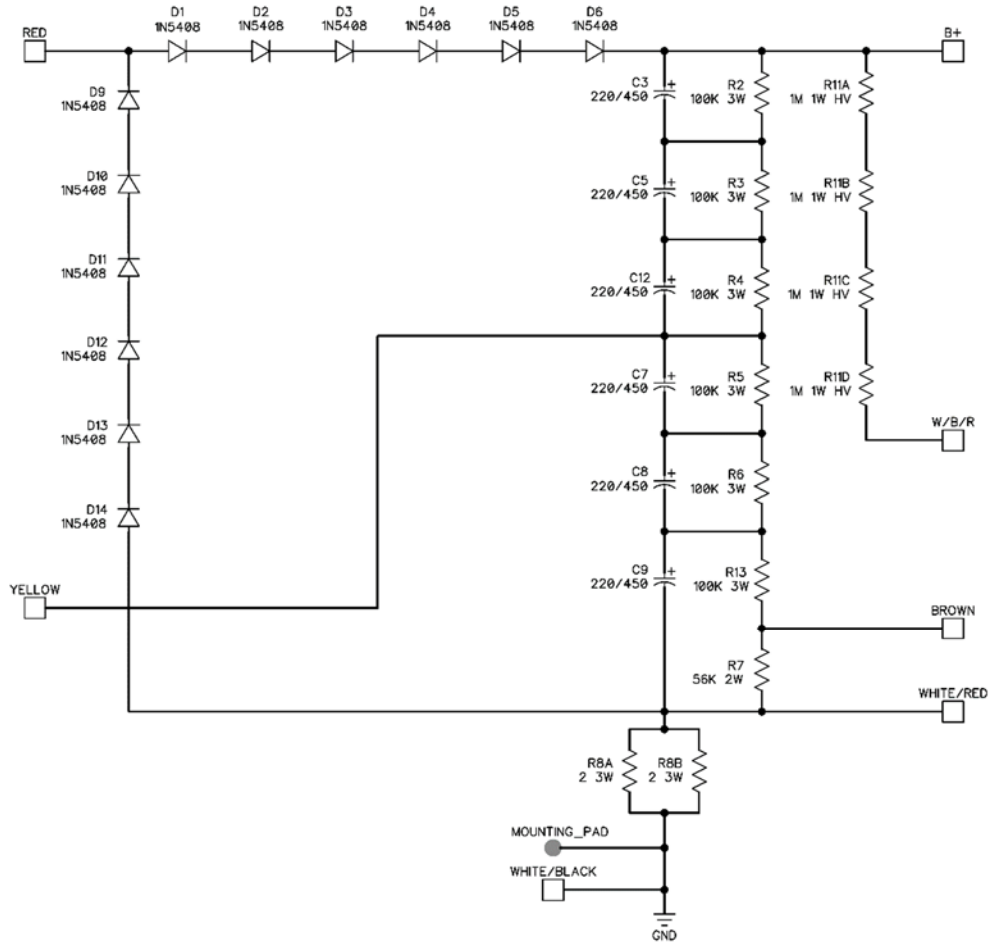 RED
D1
1N5408
D2
1N5408
D3
1N5408
D4
1N5408
D5
1N5408
D6
1N5408
B+
D9
1N5408
D10
1N5408
D11
1N5408
D12
1N5408
D13
1N5408
D14
1N5408
C3
220/450
+
R2
100K 3W
R11A
1M 1W HV
C5
220/450
+
R3
100K 3W
R11B
1M 1W HV
C12
220/450
+
R4
100K 3W
R11C
1M 1W HV
C7
220/450
+
R5
100K 3W
R11D
1M 1W HV
W/B/R
C8
220/450
+
R6
100K 3W
C9
220/450
+
R13
100K 3W
YELLOW
BROWN
R7
56K 2W
WHITE/RED
R8A
2 3W
R8B
2 3W
MOUNTING_PAD
WHITE/BLACK
GND